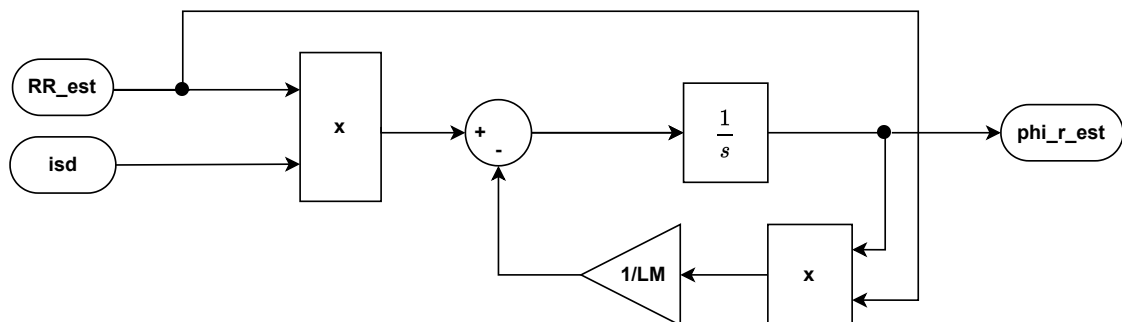 RR_est
isd
x
+
-
1
s
phi_r_est
1/LM
x